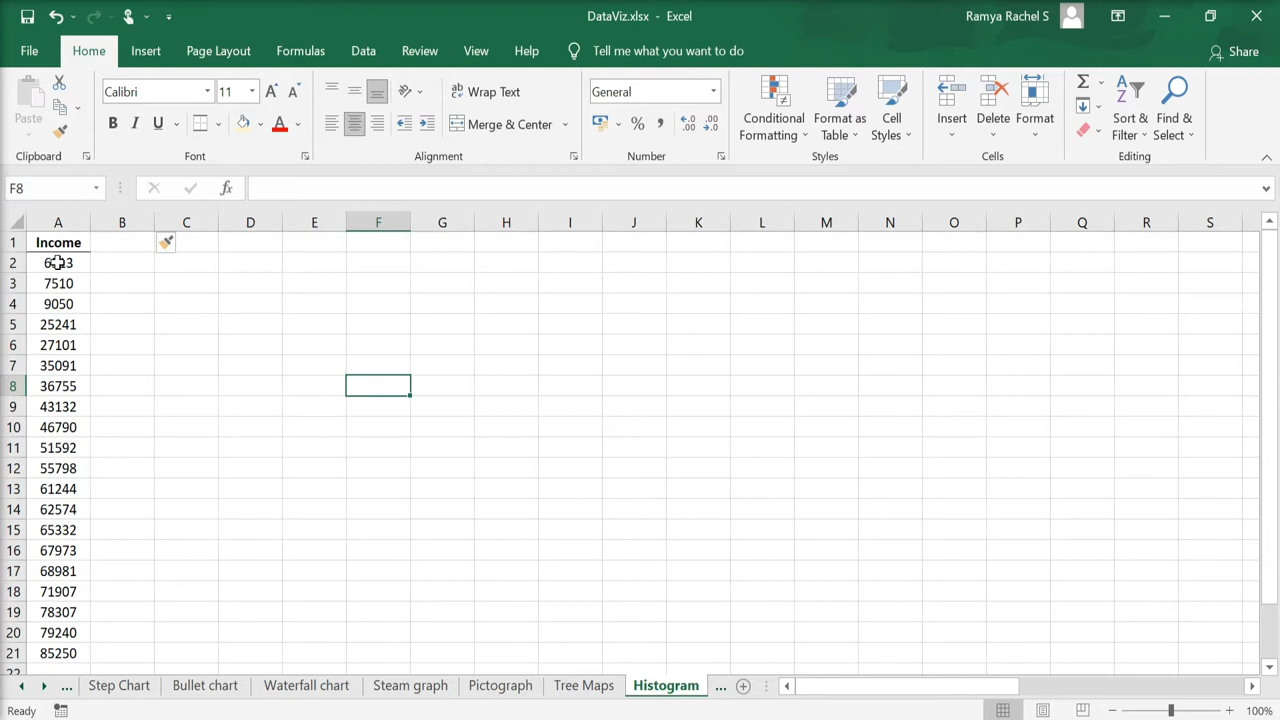 DataViz.xlsx - Excel
Ramya Rachel S
File Home Insert Page Layout Formulas Data Review View Help Tell me what you want to do Share
Paste
Clipboard
Calibri 11
B I U
Font
Wrap Text
Merge & Center
Alignment
General
Number
Conditional Formatting
Format as Table
Cell Styles
Styles
Insert Delete Format
Cells
Sort & Filter
Find & Select
Editing
F8
fx
A B C D E F G H I J K L M N O P Q R S
1 Income
2
3 7510
4 9050
5 25241
6 27101
7 35091
8 36755
9 43132
10 46790
11 51592
12 55798
13 61244
14 62574
15 65332
16 67973
17 68981
18 71907
19 78307
20 79240
21 85250
22
... Step Chart Bullet chart Waterfall chart Steam graph Pictograph Tree Maps Histogram ...
Ready
100%